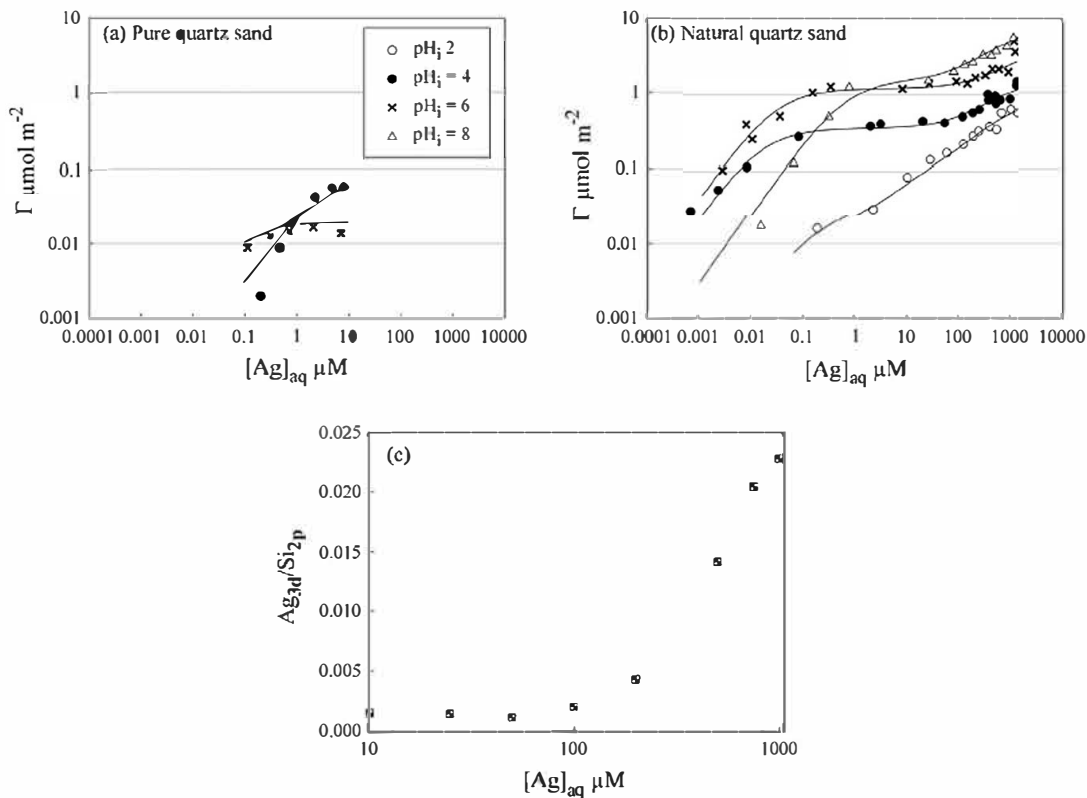 (a) Pure quartz sand
pHi 2
pHi = 4
pHi = 6
pHi = 8
10
1
0.1
0.01
0.001
Γ μmol m-2
0.0001 0.001 0.01 0.1 1 10 100 1000 10000
[Ag]aq μM
(b) Natural quartz sand
10
1
0.1
0.01
0.001
Γ μmol m-2
0.0001 0.001 0.01 0.1 1 10 100 1000 10000
[Ag]aq μM
(c)
0.025
0.020
0.015
0.010
0.005
0.000
Ag3d/Si2p
10 100 1000
[Ag]aq μM